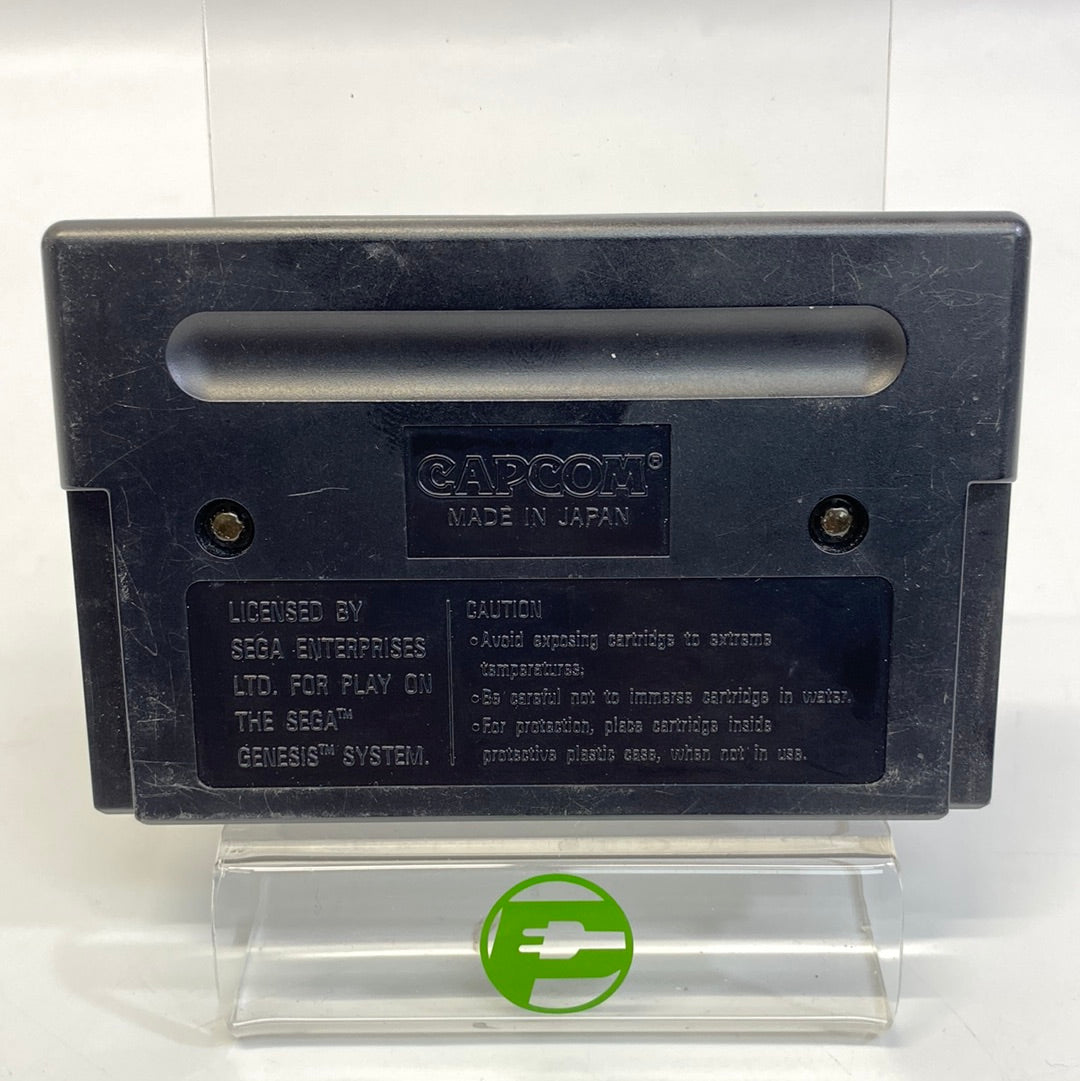 CAPCOM®
MADE IN JAPAN
LICENSED BY
SEGA ENTERPRISES
LTD. FOR PLAY ON
THE SEGA™
GENESIS™ SYSTEM.
CAUTION
∘Avoid exposing cartridge to extreme
temperatures.
∘Be careful not to immerse cartridge in water.
∘For protection, place cartridge inside
protective plastic case, when not in use.